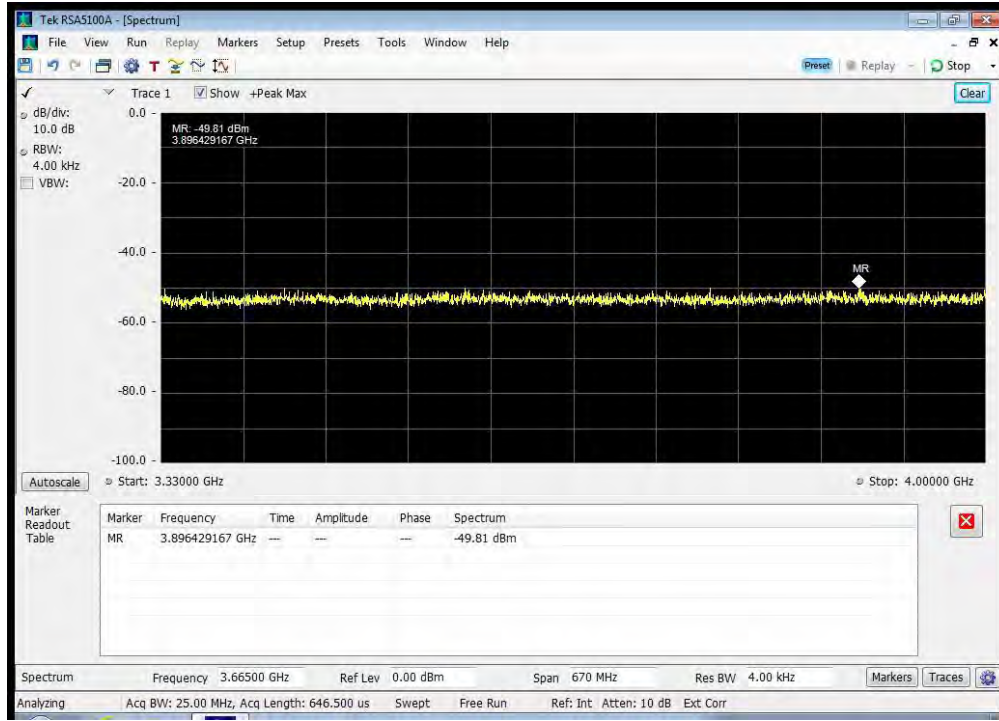 Tek RSA5100A - [Spectrum]
File View Run Replay Markers Setup Presets Tools Window Help
T
Preset Replay Stop
Trace 1 Show +Peak Max Clear
dB/div: 10.0 dB
RBW: 4.00 kHz
VBW:
0.0 -
MR: -49.81 dBm
3.896429167 GHz
-20.0 -
-40.0 -
MR
-60.0 -
-80.0 -
-100.0 -
Autoscale Start: 3.33000 GHz Stop: 4.00000 GHz
Marker Readout Table
Marker Frequency Time Amplitude Phase Spectrum
MR 3.896429167 GHz --- --- --- -49.81 dBm
Spectrum Frequency 3.66500 GHz Ref Lev 0.00 dBm Span 670 MHz Res BW 4.00 kHz Markers Traces
Analyzing Acq BW: 25.00 MHz, Acq Length: 646.500 us Swept Free Run Ref: Int Atten: 10 dB Ext Corr